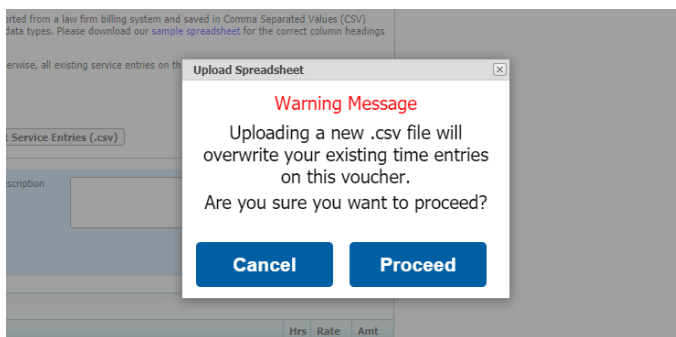 orted from a law firm billing system and saved in Comma Separated Values (CSV)
data types. Please download our sample spreadsheet for the correct column headings
erwise, all existing service entries on th
Upload Spreadsheet
Warning Message
Uploading a new .csv file will
overwrite your existing time entries
on this voucher.
Are you sure you want to proceed?
Cancel Proceed
Service Entries (.csv)
scription
Hrs Rate Amt